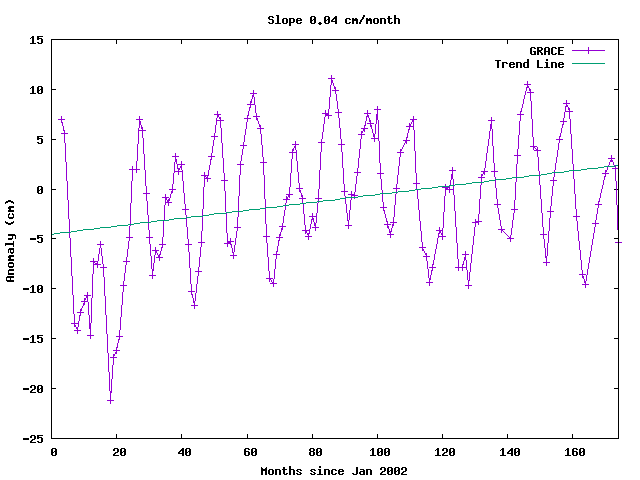 Slope 0.04 cm/month
GRACE
Trend Line
15
10
5
0
-5
-10
-15
-20
-25
Anomaly (cm)
0 20 40 60 80 100 120 140 160
Months since Jan 2002